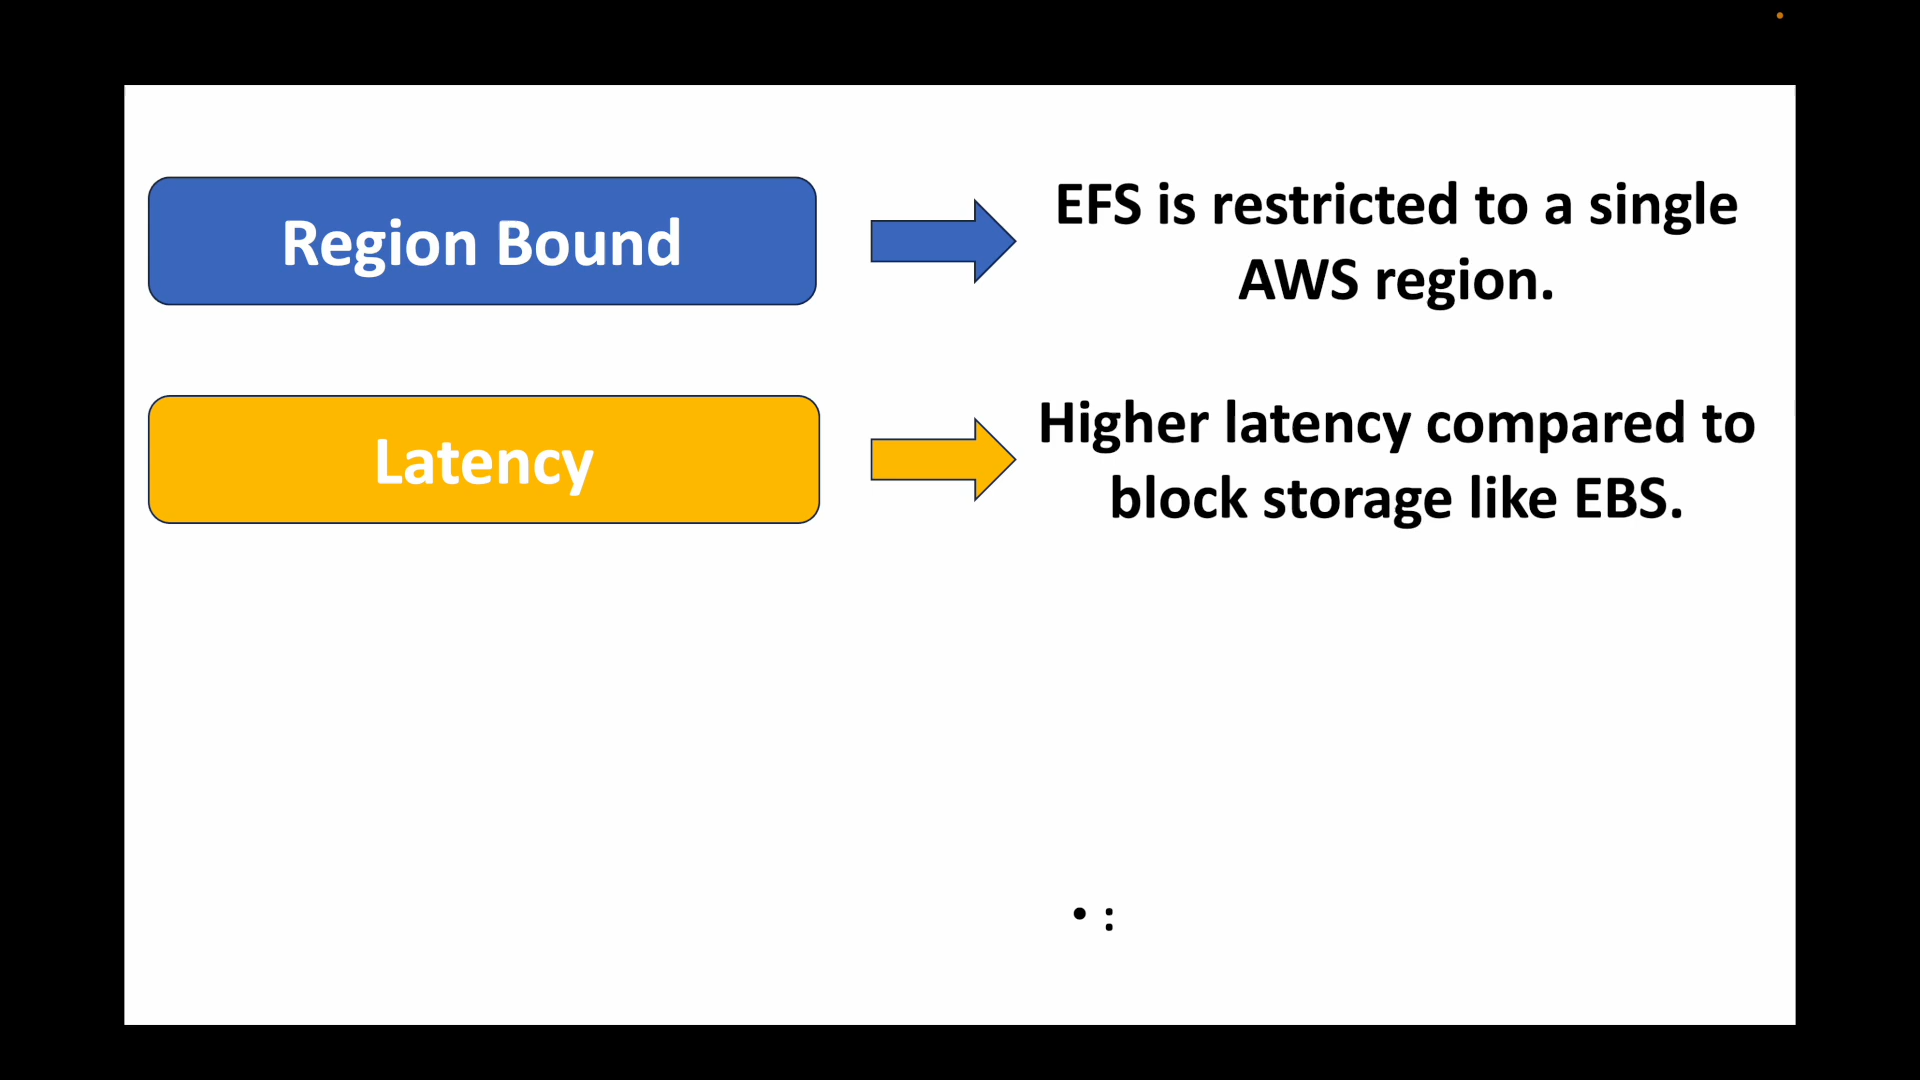 Region Bound
EFS is restricted to a single
AWS region.
Latency
Higher latency compared to
block storage like EBS.
• :